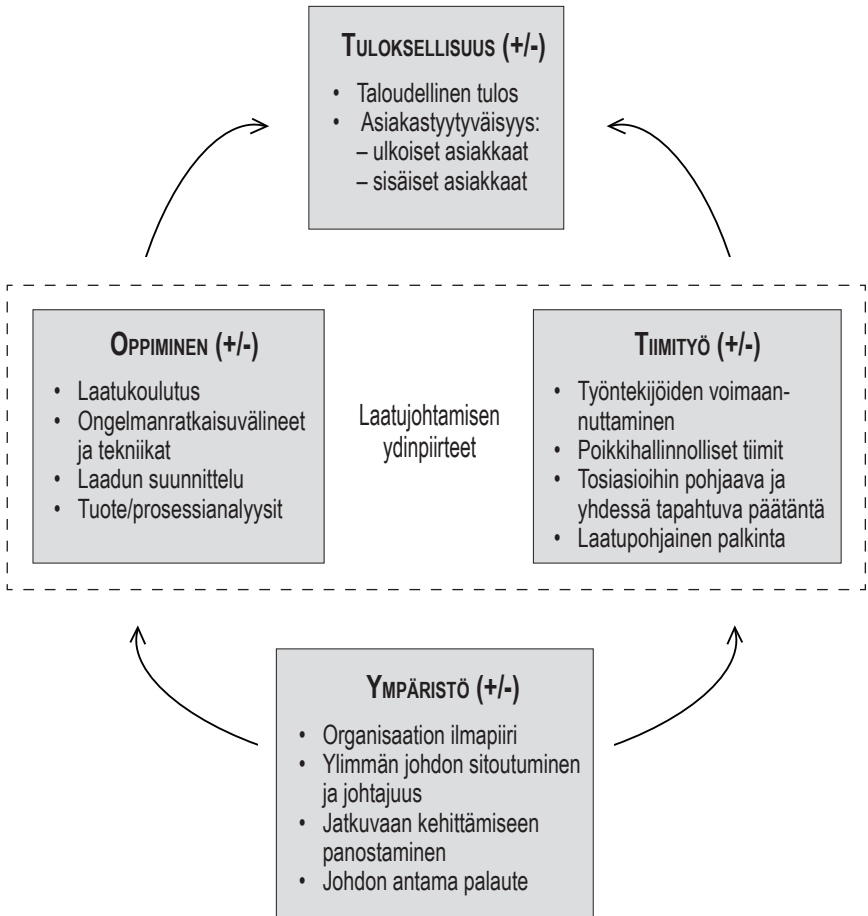 TULOKSELLISUUS (+/-)
• Taloudellinen tulos
• Asiakastyytyväisyys:
– ulkoiset asiakkaat
– sisäiset asiakkaat
OPPIMINEN (+/-)
• Laatukoulutus
• Ongelmanratkaisuvälineet
ja tekniikat
• Laadun suunnittelu
• Tuote/prosessianalyysit
Laatujohtamisen
ydinpiirteet
TIIMITYÖ (+/-)
• Työntekijöiden voimaan-
nuttaminen
• Poikkihallinnolliset tiimit
• Tosiasioihin pohjaava ja
yhdessä tapahtuva päätäntä
• Laatupohjainen palkinta
YMPÄRISTÖ (+/-)
• Organisaation ilmapiiri
• Ylimmän johdon sitoutuminen
ja johtajuus
• Jatkuvaan kehittämiseen
panostaminen
• Johdon antama palaute